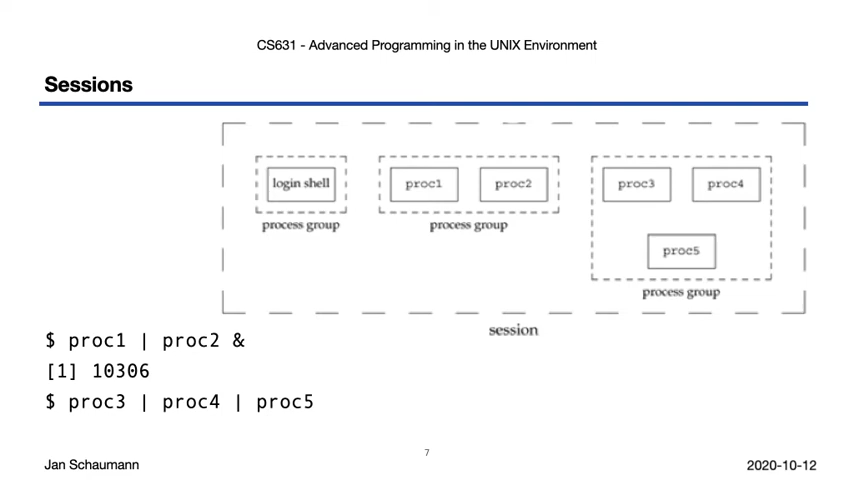 CS631 - Advanced Programming in the UNIX Environment
Sessions
login shell
proc1
proc2
proc3
proc4
proc5
process group
process group
process group
session
$ proc1 | proc2 &
[1] 10306
$ proc3 | proc4 | proc5
7
Jan Schaumann
2020-10-12